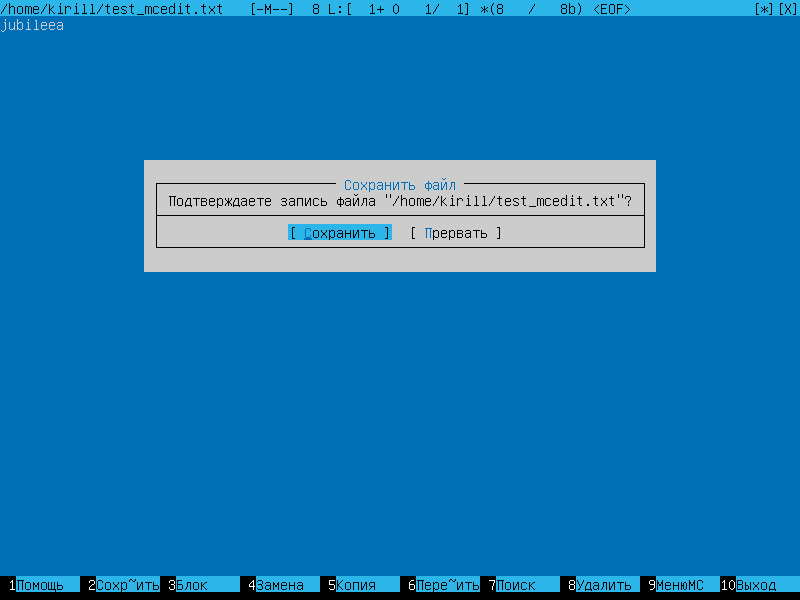 /home/kirill/test_mcedit.txt [-M--] 8 L:[ 1+ 0 1/ 1] *(8 / 8b) <EOF> [*][X]
jubileea
Сохранить файл
Подтверждаете запись файла "/home/kirill/test_mcedit.txt"?
[ Сохранить ] [ Прервать ]
1Помощь 2Сохр~ить 3Блок 4Замена 5Копия 6Пере~ить 7Поиск 8Удалить 9МенюMC 10Выход